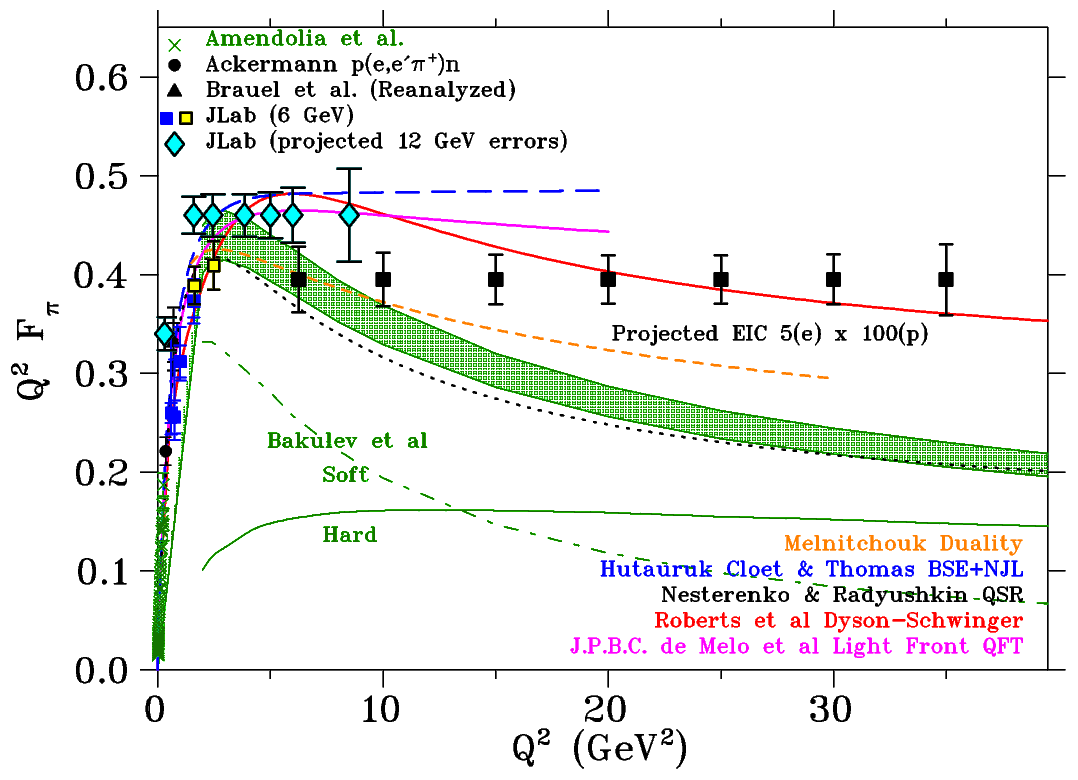 Amendolia et al.
Ackermann p(e,e′π⁺)n
Brauel et al. (Reanalyzed)
JLab (6 GeV)
JLab (projected 12 GeV errors)
0.6
0.5
0.4
0.3
0.2
0.1
0.0
Q² Fπ
Projected EIC 5(e) x 100(p)
Bakulev et al
Soft
Hard
Melnitchouk Duality
Hutauruk Cloet & Thomas BSE+NJL
Nesterenko & Radyushkin QSR
Roberts et al Dyson−Schwinger
J.P.B.C. de Melo et al Light Front QFT
0 10 20 30
Q² (GeV²)